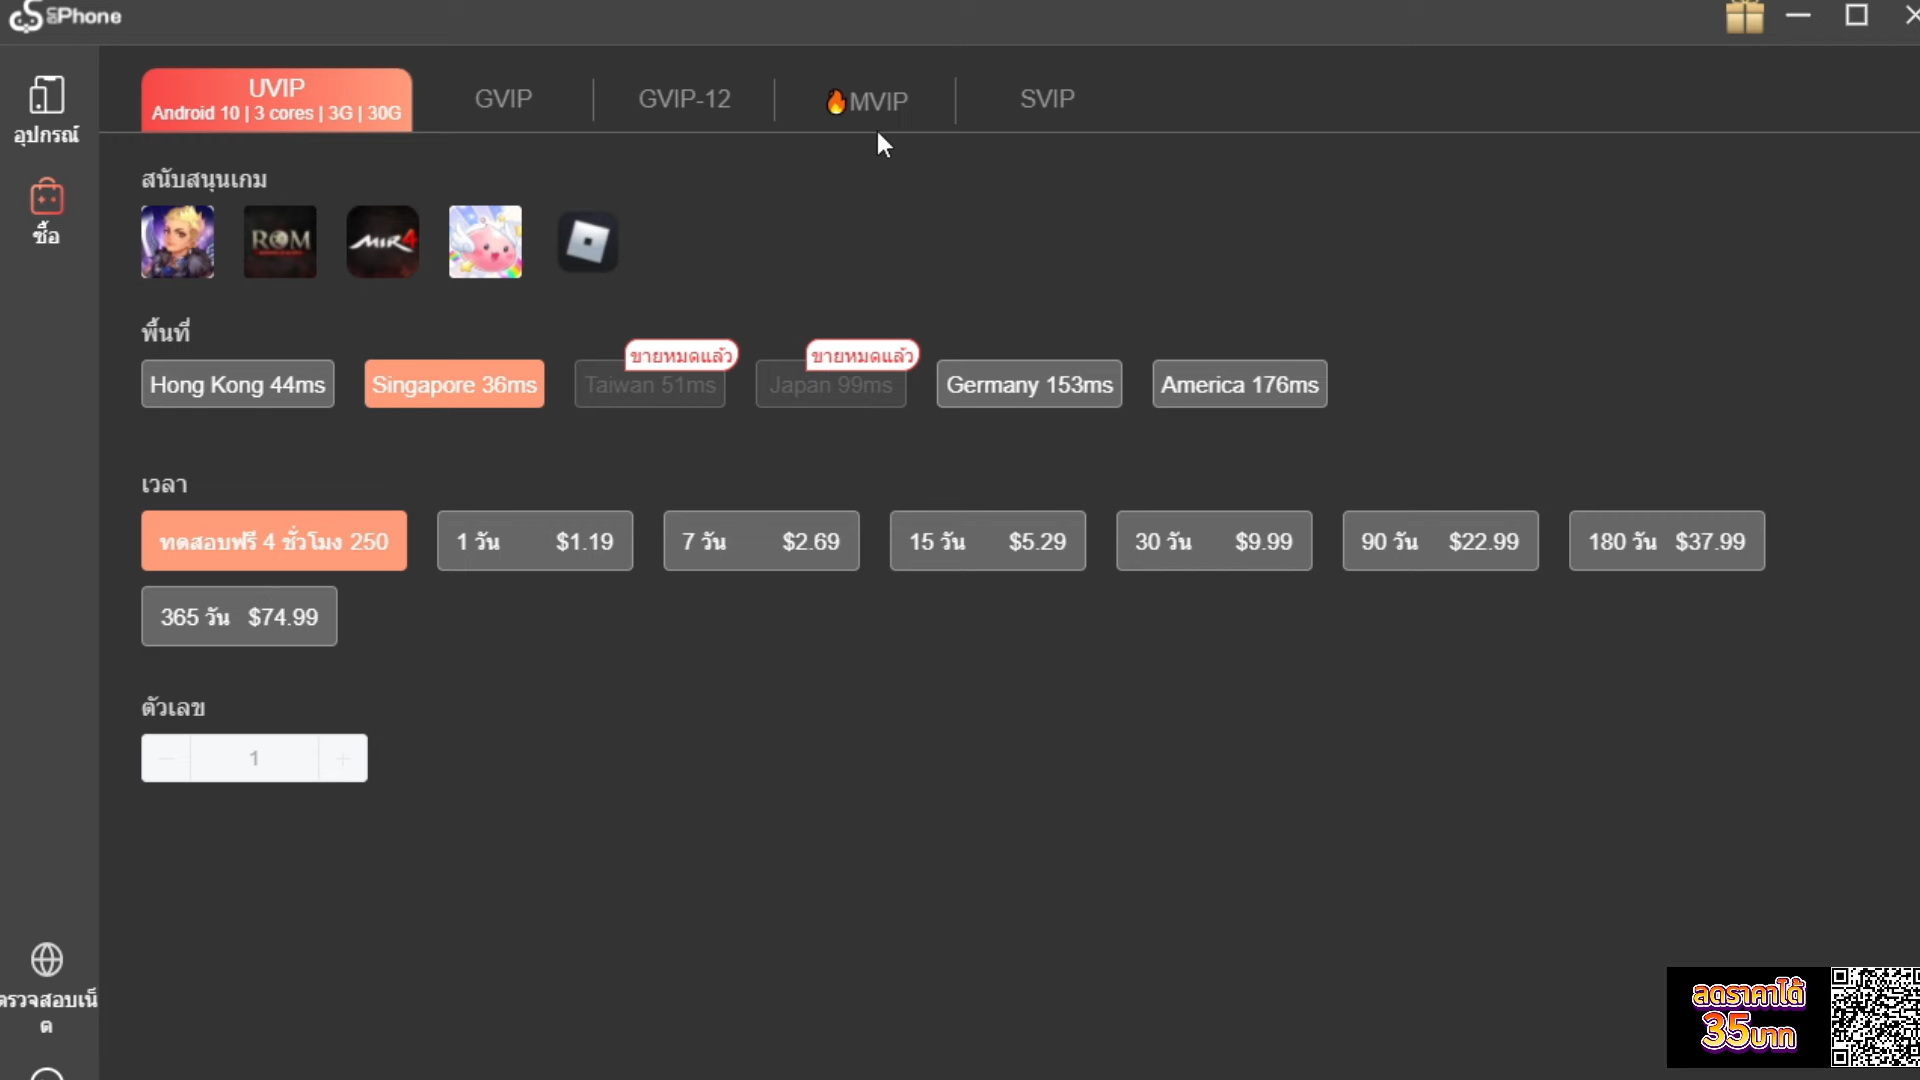 Phone
UVIP
Android 10 | 3 cores | 3G | 30G
GVIP
GVIP-12
MVIP
SVIP
อุปกรณ์
ซื้อ
สนับสนุนเกม
ROM
MIR4
พื้นที่
ขายหมดแล้ว
ขายหมดแล้ว
Hong Kong 44ms
Singapore 36ms
Taiwan 51ms
Japan 99ms
Germany 153ms
America 176ms
เวลา
ทดสอบฟรี 4 ชั่วโมง 250
1 วัน $1.19
7 วัน $2.69
15 วัน $5.29
30 วัน $9.99
90 วัน $22.99
180 วัน $37.99
365 วัน $74.99
ตัวเลข
1
ตรวจสอบเน็
ต
ลดราคาได้
35บาท